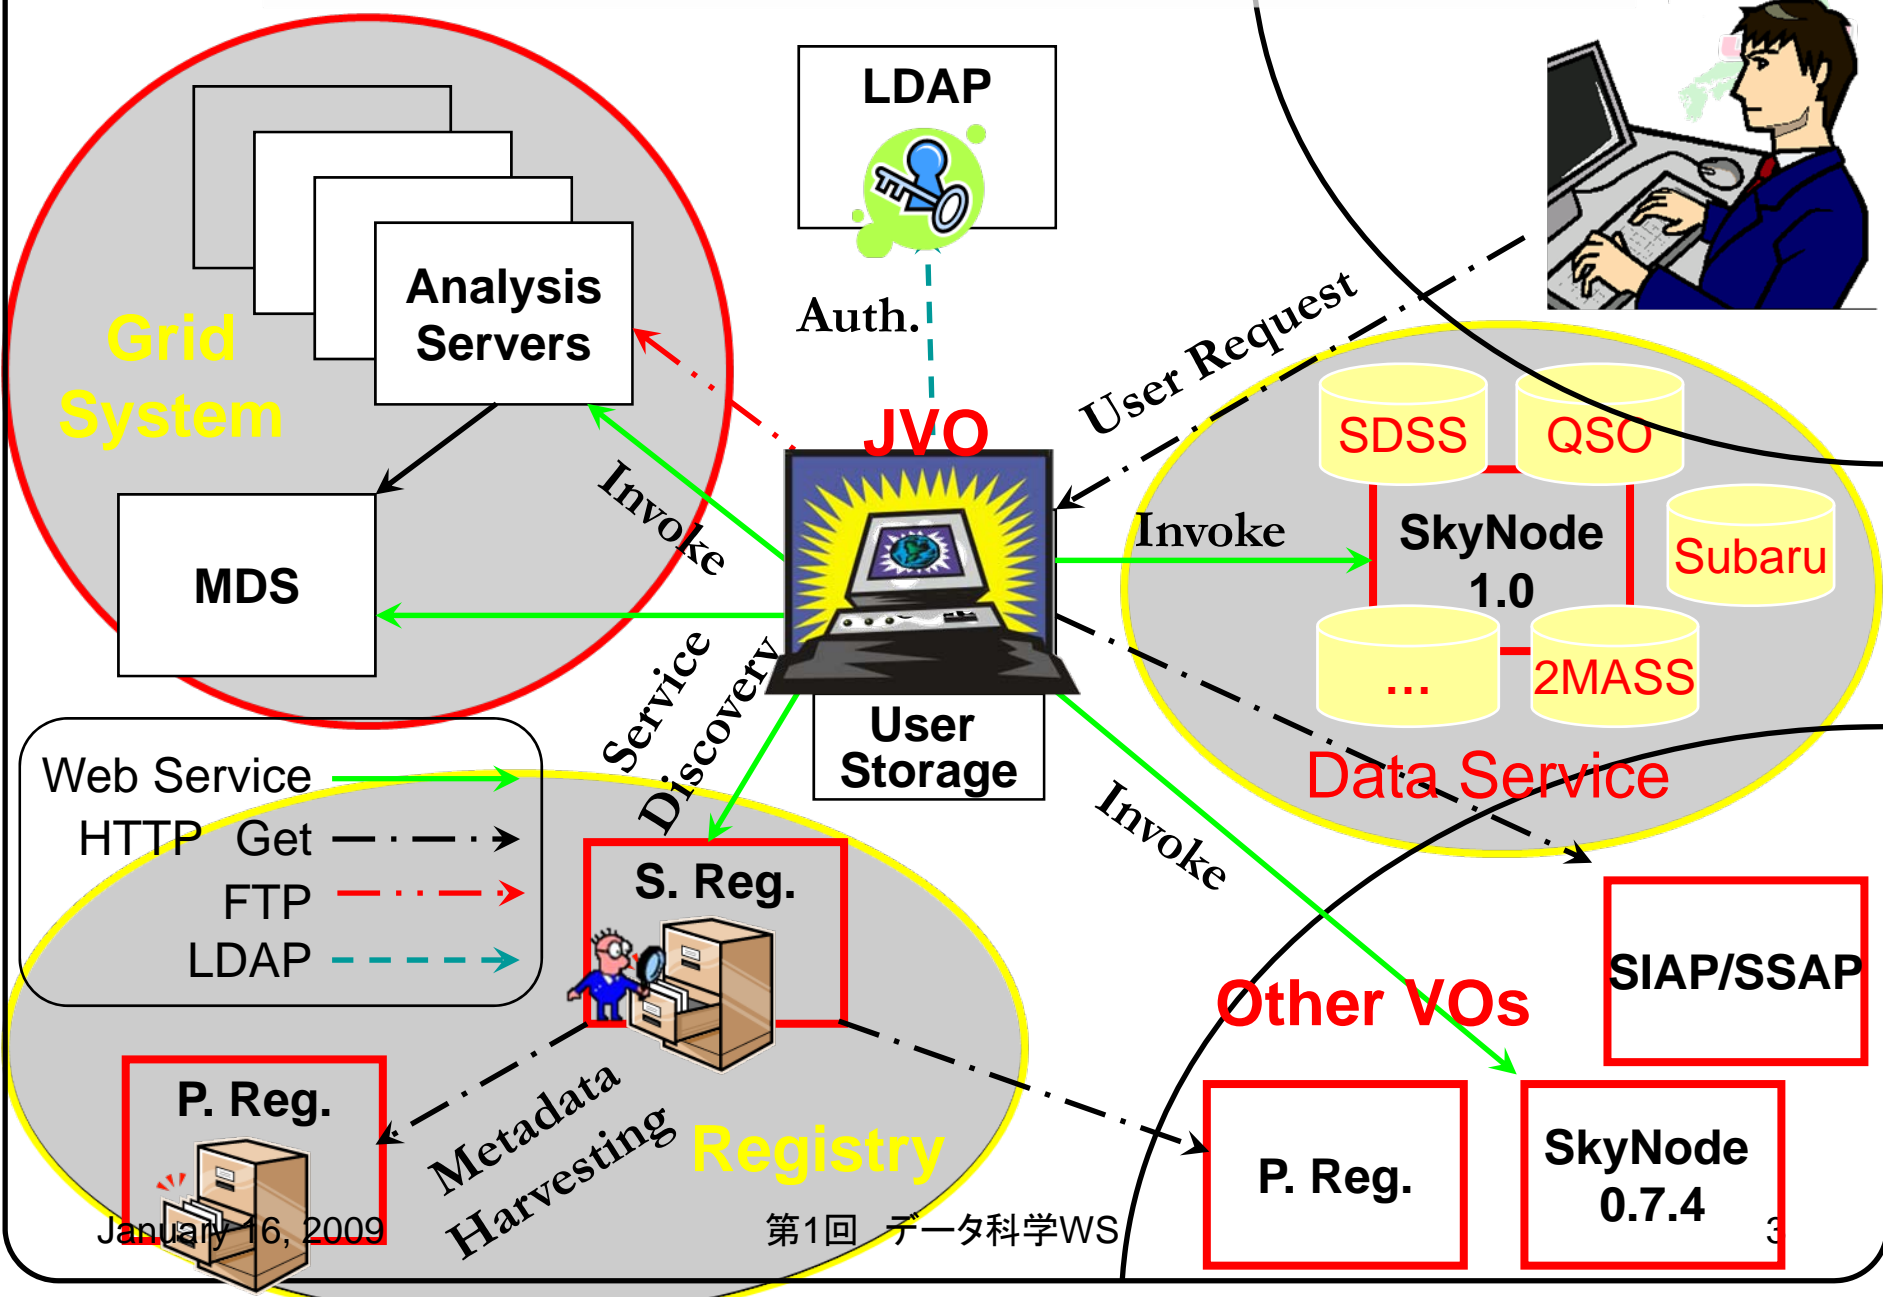 LDAP
Analysis
Servers
Grid
System
Auth.
User Request
JVO
SDSS
QSO
Invoke
Invoke
SkyNode
1.0
Subaru
MDS
...
2MASS
Service
Discovery
User
Storage
Data Service
Web Service
HTTP Get
FTP
LDAP
Invoke
S. Reg.
SIAP/SSAP
Other VOs
P. Reg.
Metadata
Harvesting
Registry
P. Reg.
SkyNode
0.7.4
January 16, 2009
第1回 データ科学WS
3